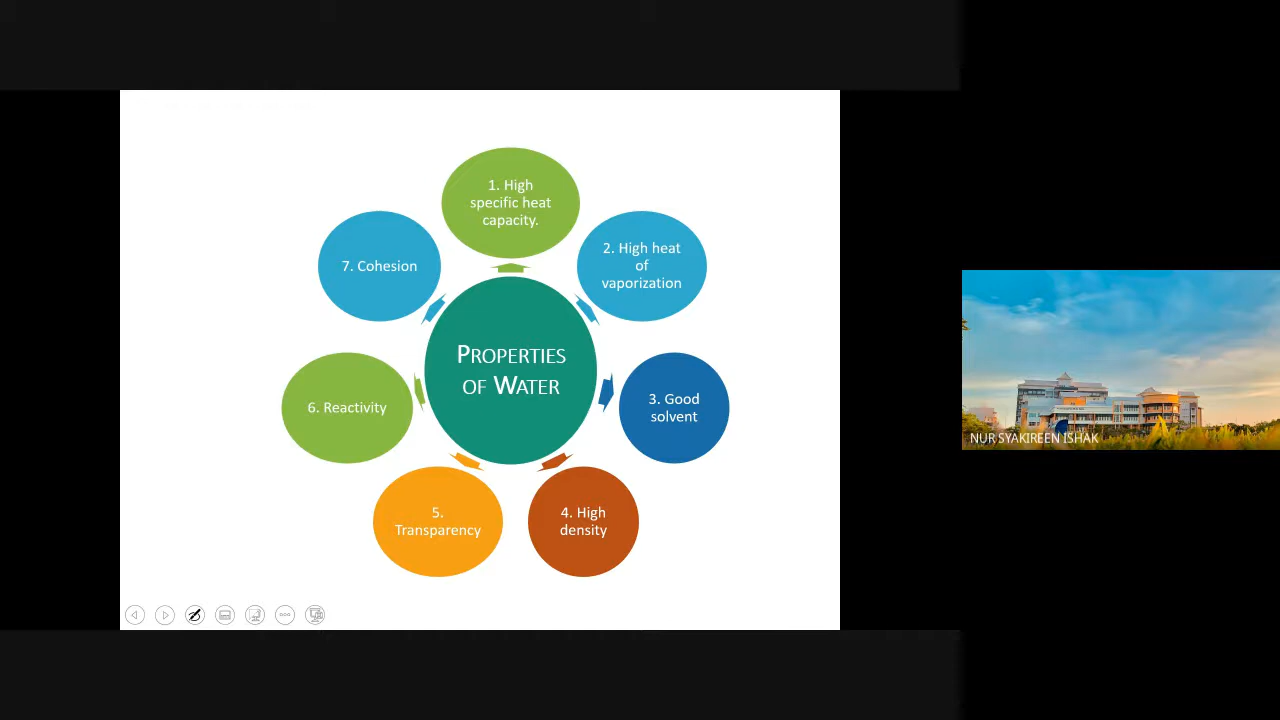 1. High
specific heat
capacity.
2. High heat
of
vaporization
3. Good
solvent
4. High
density
5.
Transparency
6. Reactivity
7. Cohesion
PROPERTIES
OF WATER
NUR SYAKIREEN ISHAK